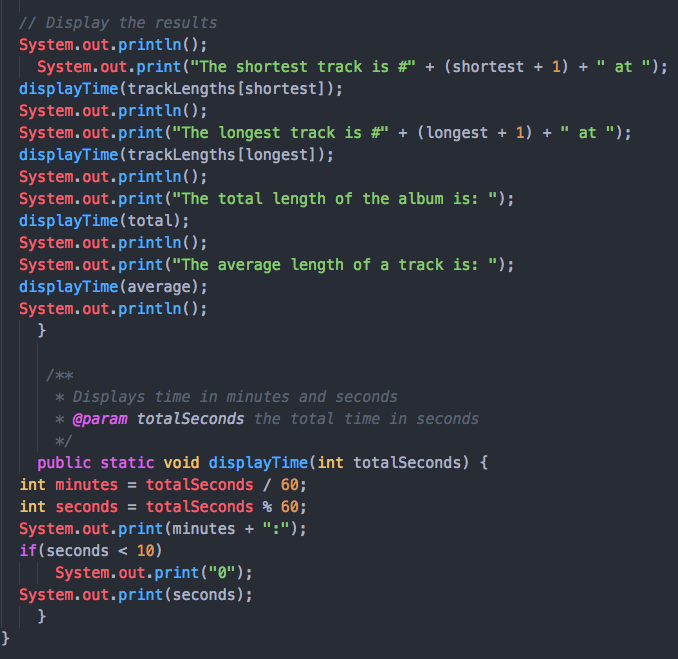 // Display the results
System.out.println();
System.out.print("The shortest track is #" + (shortest + 1) + " at ");
displayTime(trackLengths[shortest]);
System.out.println();
System.out.print("The longest track is #" + (longest + 1) + " at ");
displayTime(trackLengths[longest]);
System.out.println();
System.out.print("The total length of the album is: ");
displayTime(total);
System.out.println();
System.out.print("The average length of a track is: ");
displayTime(average);
System.out.println();
}
/**
* Displays time in minutes and seconds
* @param totalSeconds the total time in seconds
*/
public static void displayTime(int totalSeconds) {
int minutes = totalSeconds / 60;
int seconds = totalSeconds % 60;
System.out.print(minutes + ":");
if(seconds < 10)
System.out.print("0");
System.out.print(seconds);
}
}